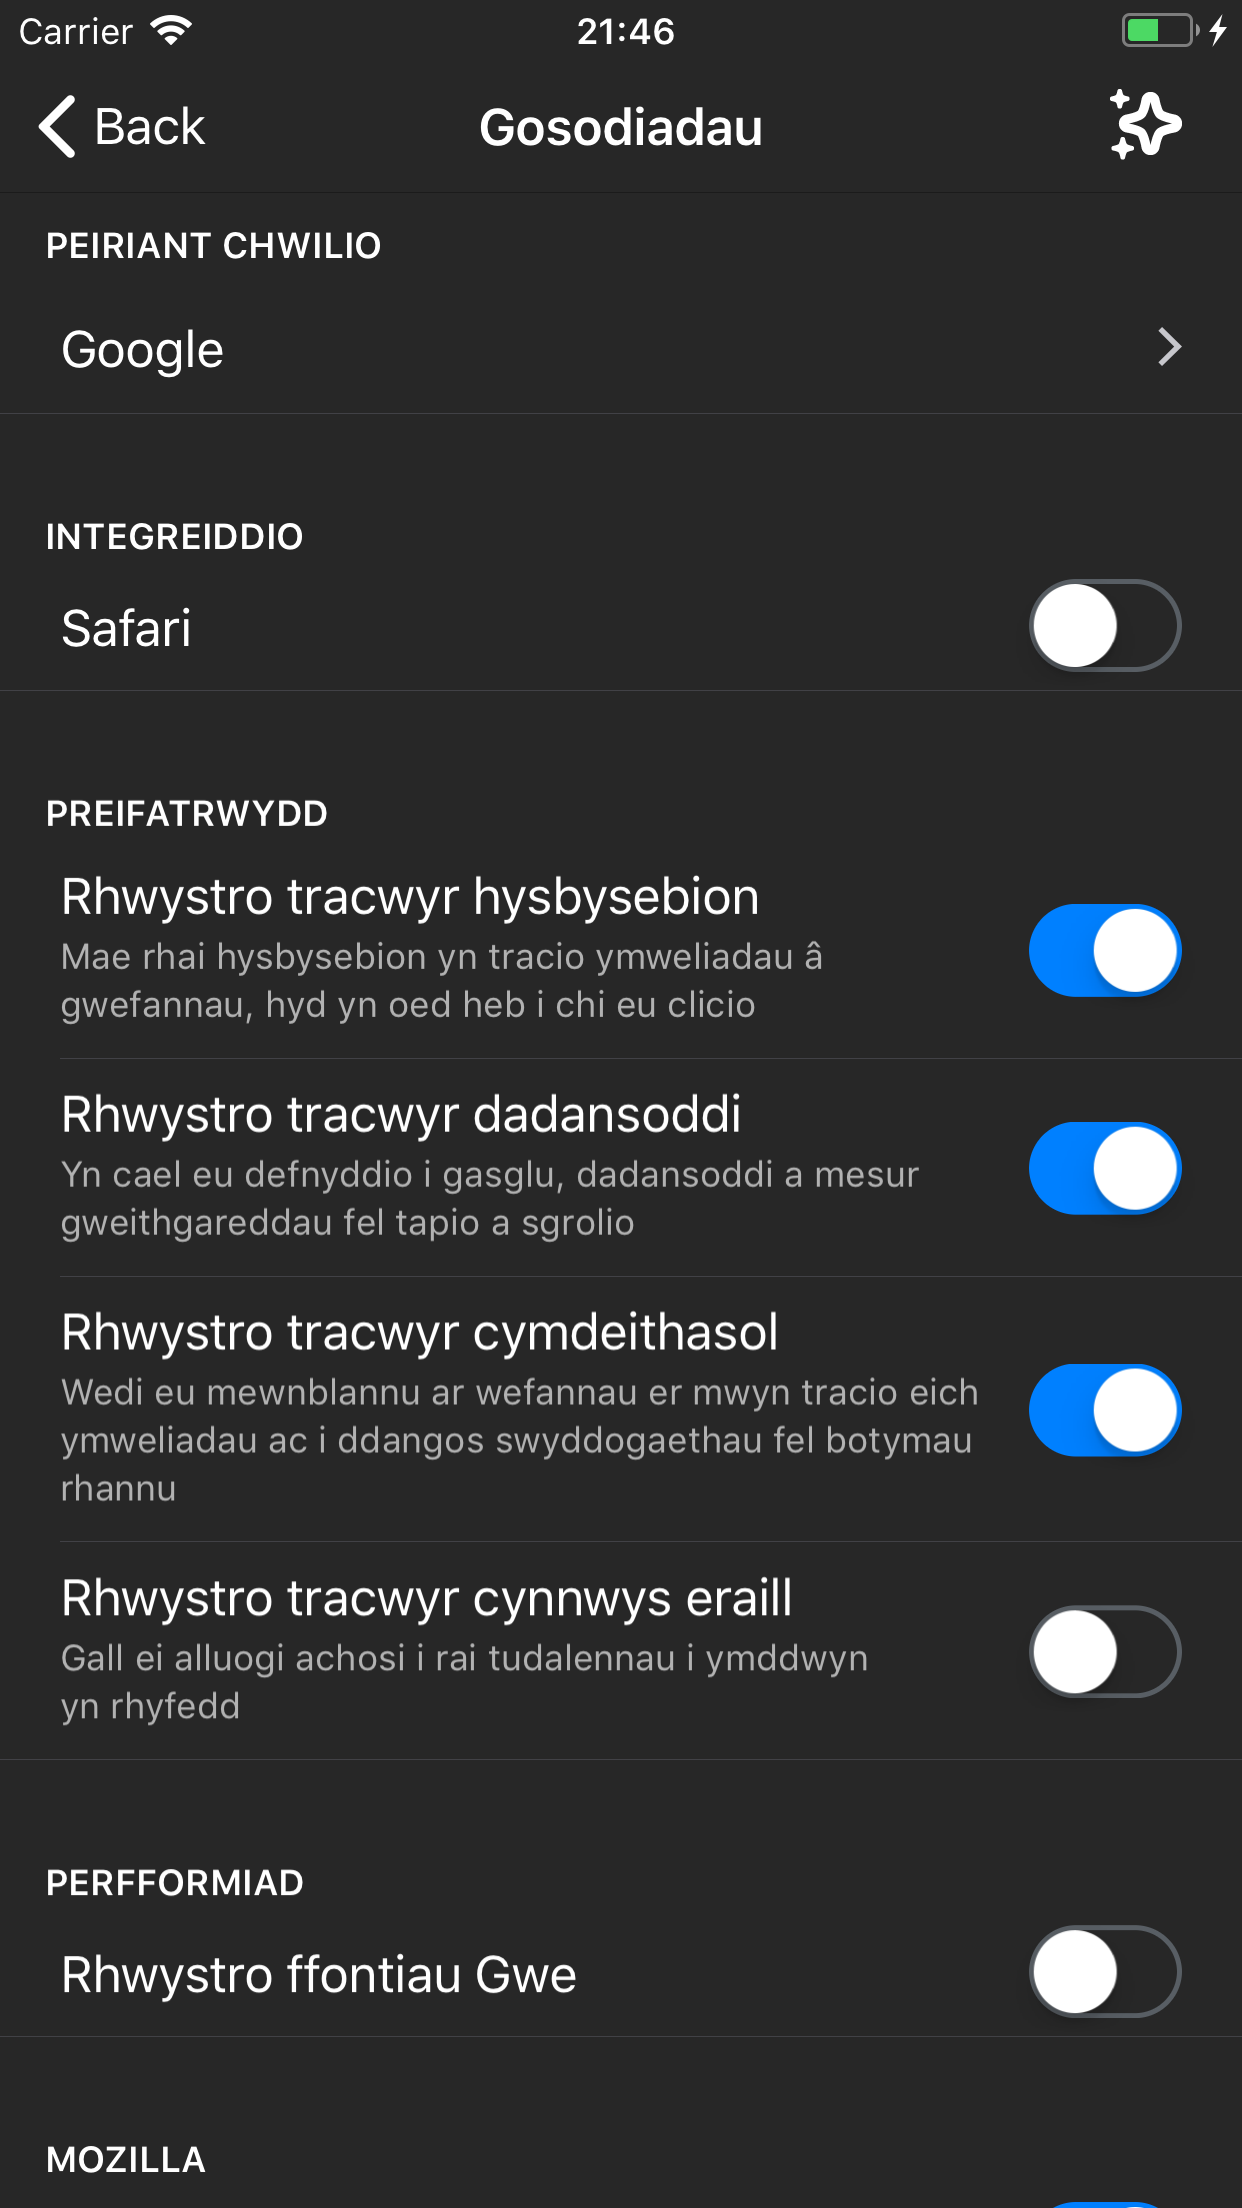 Carrier 21:46
Back Gosodiadau
PEIRIANT CHWILIO
Google
INTEGREIDDIO
Safari
PREIFATRWYDD
Rhwystro tracwyr hysbysebion
Mae rhai hysbysebion yn tracio ymweliadau â
gwefannau, hyd yn oed heb i chi eu clicio
Rhwystro tracwyr dadansoddi
Yn cael eu defnyddio i gasglu, dadansoddi a mesur
gweithgareddau fel tapio a sgrolio
Rhwystro tracwyr cymdeithasol
Wedi eu mewnblannu ar wefannau er mwyn tracio eich
ymweliadau ac i ddangos swyddogaethau fel botymau
rhannu
Rhwystro tracwyr cynnwys eraill
Gall ei alluogi achosi i rai tudalennau i ymddwyn
yn rhyfedd
PERFFORMIAD
Rhwystro ffontiau Gwe
MOZILLA